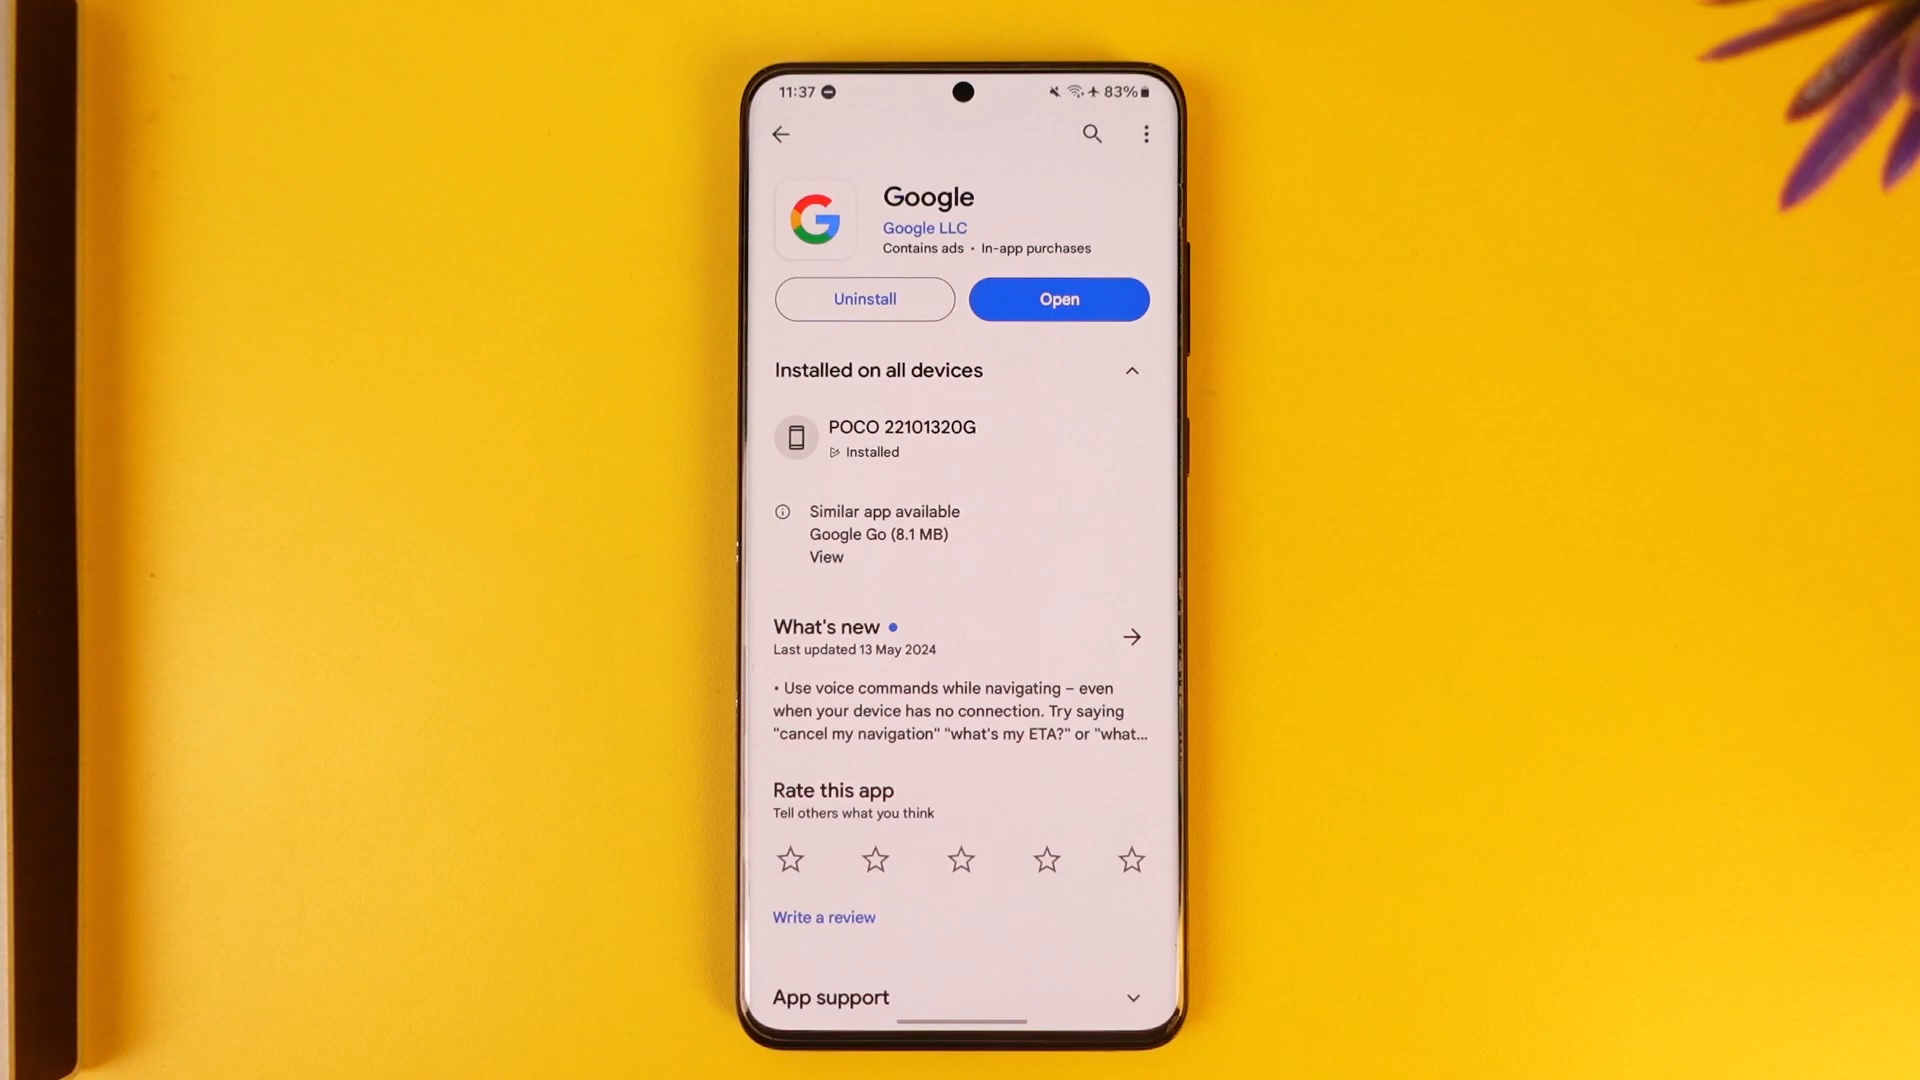 11:37 83%
Google
Google LLC
Contains ads • In-app purchases
Uninstall Open
Installed on all devices
POCO 22101320G
Installed
Similar app available
Google Go (8.1 MB)
View
What's new
Last updated 13 May 2024
• Use voice commands while navigating – even
when your device has no connection. Try saying
"cancel my navigation" "what's my ETA?" or "what...
Rate this app
Tell others what you think
Write a review
App support